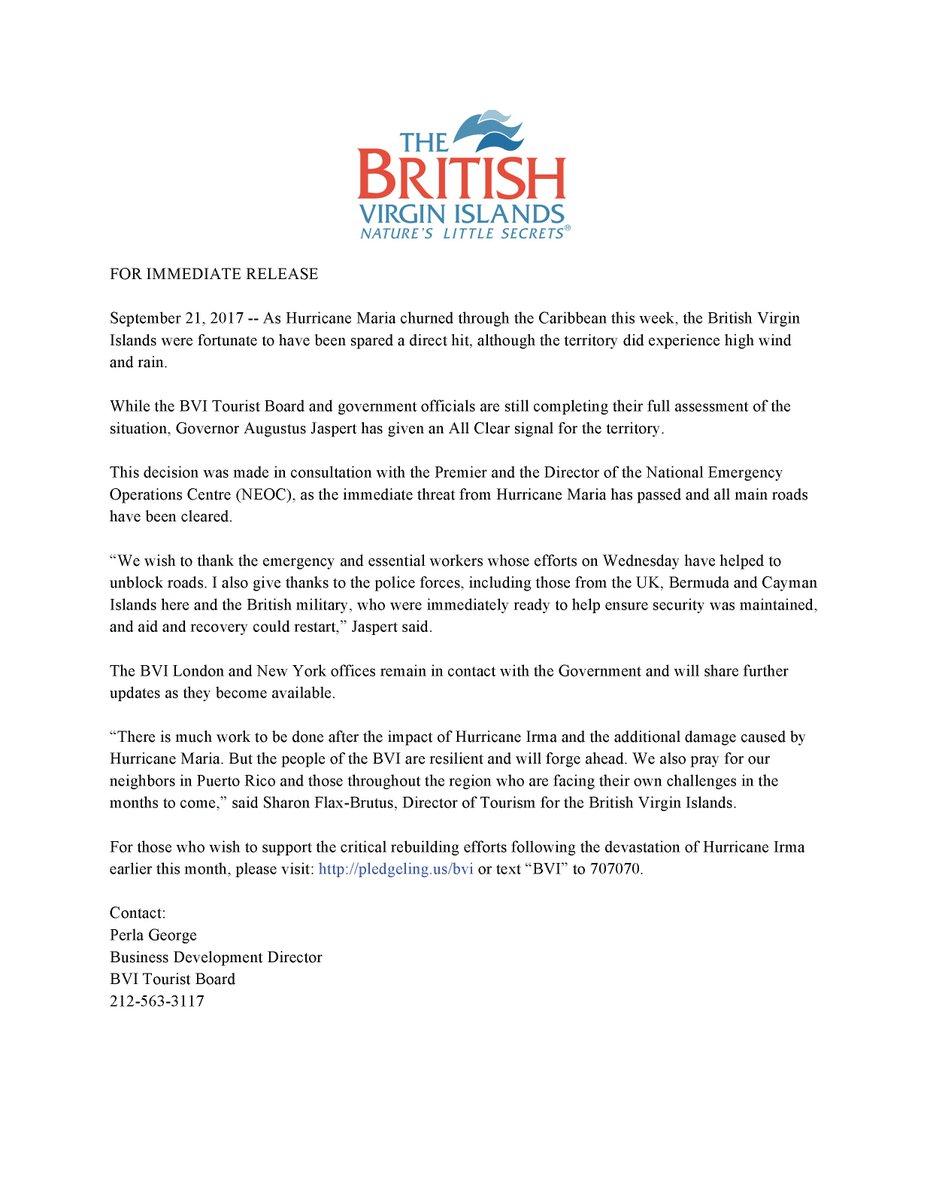 THE
BRITISH
VIRGIN ISLANDS
NATURE'S LITTLE SECRETS®
FOR IMMEDIATE RELEASE
September 21, 2017 -- As Hurricane Maria churned through the Caribbean this week, the British Virgin
Islands were fortunate to have been spared a direct hit, although the territory did experience high wind
and rain.
While the BVI Tourist Board and government officials are still completing their full assessment of the
situation, Governor Augustus Jaspert has given an All Clear signal for the territory.
This decision was made in consultation with the Premier and the Director of the National Emergency
Operations Centre (NEOC), as the immediate threat from Hurricane Maria has passed and all main roads
have been cleared.
“We wish to thank the emergency and essential workers whose efforts on Wednesday have helped to
unblock roads. I also give thanks to the police forces, including those from the UK, Bermuda and Cayman
Islands here and the British military, who were immediately ready to help ensure security was maintained,
and aid and recovery could restart,” Jaspert said.
The BVI London and New York offices remain in contact with the Government and will share further
updates as they become available.
“There is much work to be done after the impact of Hurricane Irma and the additional damage caused by
Hurricane Maria. But the people of the BVI are resilient and will forge ahead. We also pray for our
neighbors in Puerto Rico and those throughout the region who are facing their own challenges in the
months to come,” said Sharon Flax-Brutus, Director of Tourism for the British Virgin Islands.
For those who wish to support the critical rebuilding efforts following the devastation of Hurricane Irma
earlier this month, please visit: http://pledgeling.us/bvi or text “BVI” to 707070.
Contact:
Perla George
Business Development Director
BVI Tourist Board
212-563-3117